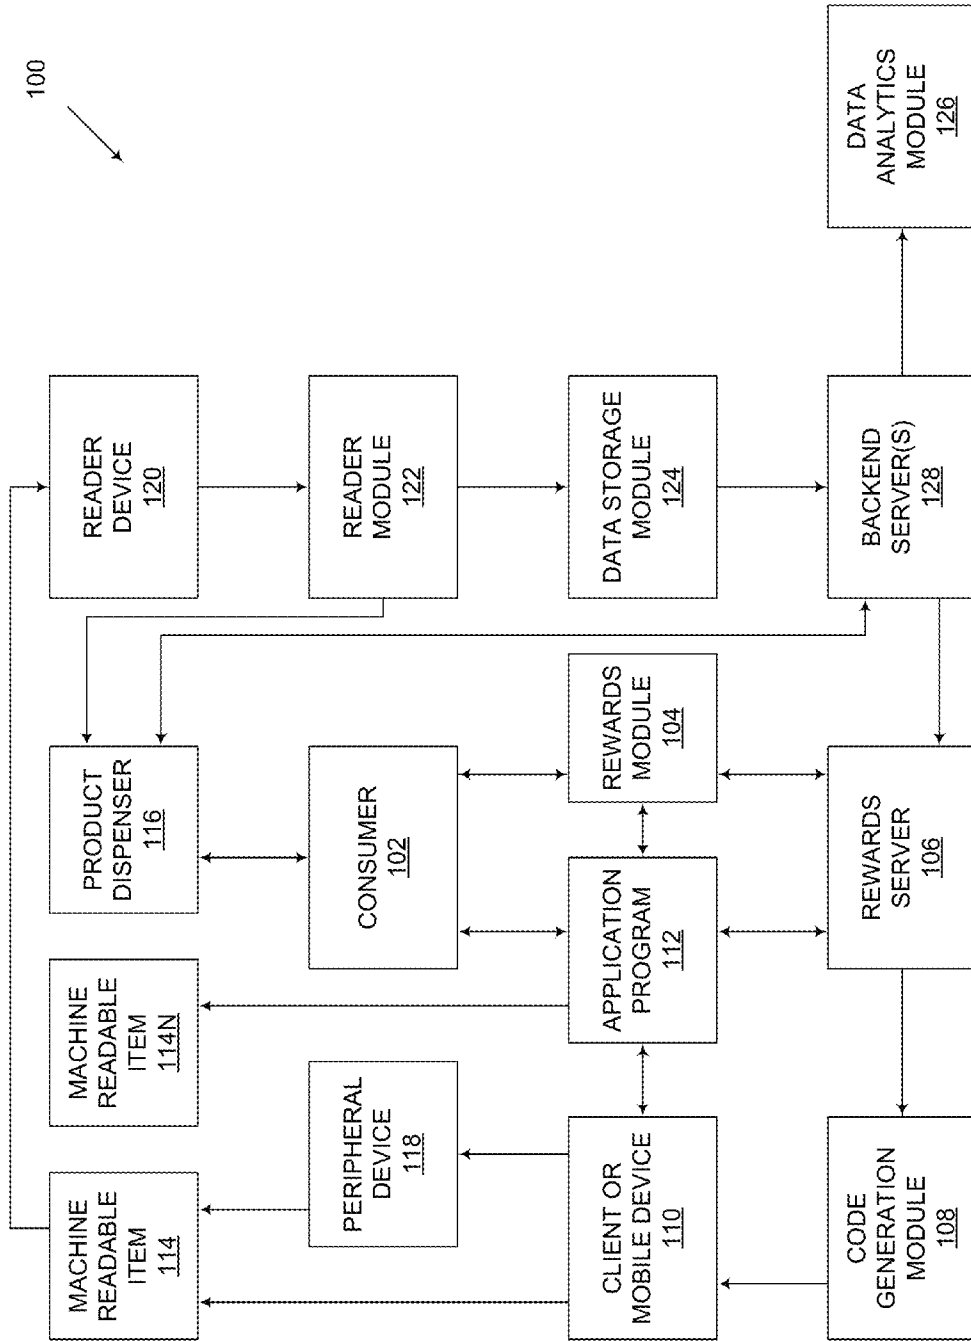 MACHINE
READABLE
ITEM
114
MACHINE
READABLE
ITEM
114N
PRODUCT
DISPENSER
116
READER
DEVICE
120
100
PERIPHERAL
DEVICE
118
CONSUMER
102
READER
MODULE
122
CLIENT OR
MOBILE DEVICE
110
APPLICATION
PROGRAM
112
REWARDS
MODULE
104
DATA STORAGE
MODULE
124
CODE
GENERATION
MODULE
108
REWARDS
SERVER
106
BACKEND
SERVER(S)
128
DATA
ANALYTICS
MODULE
126